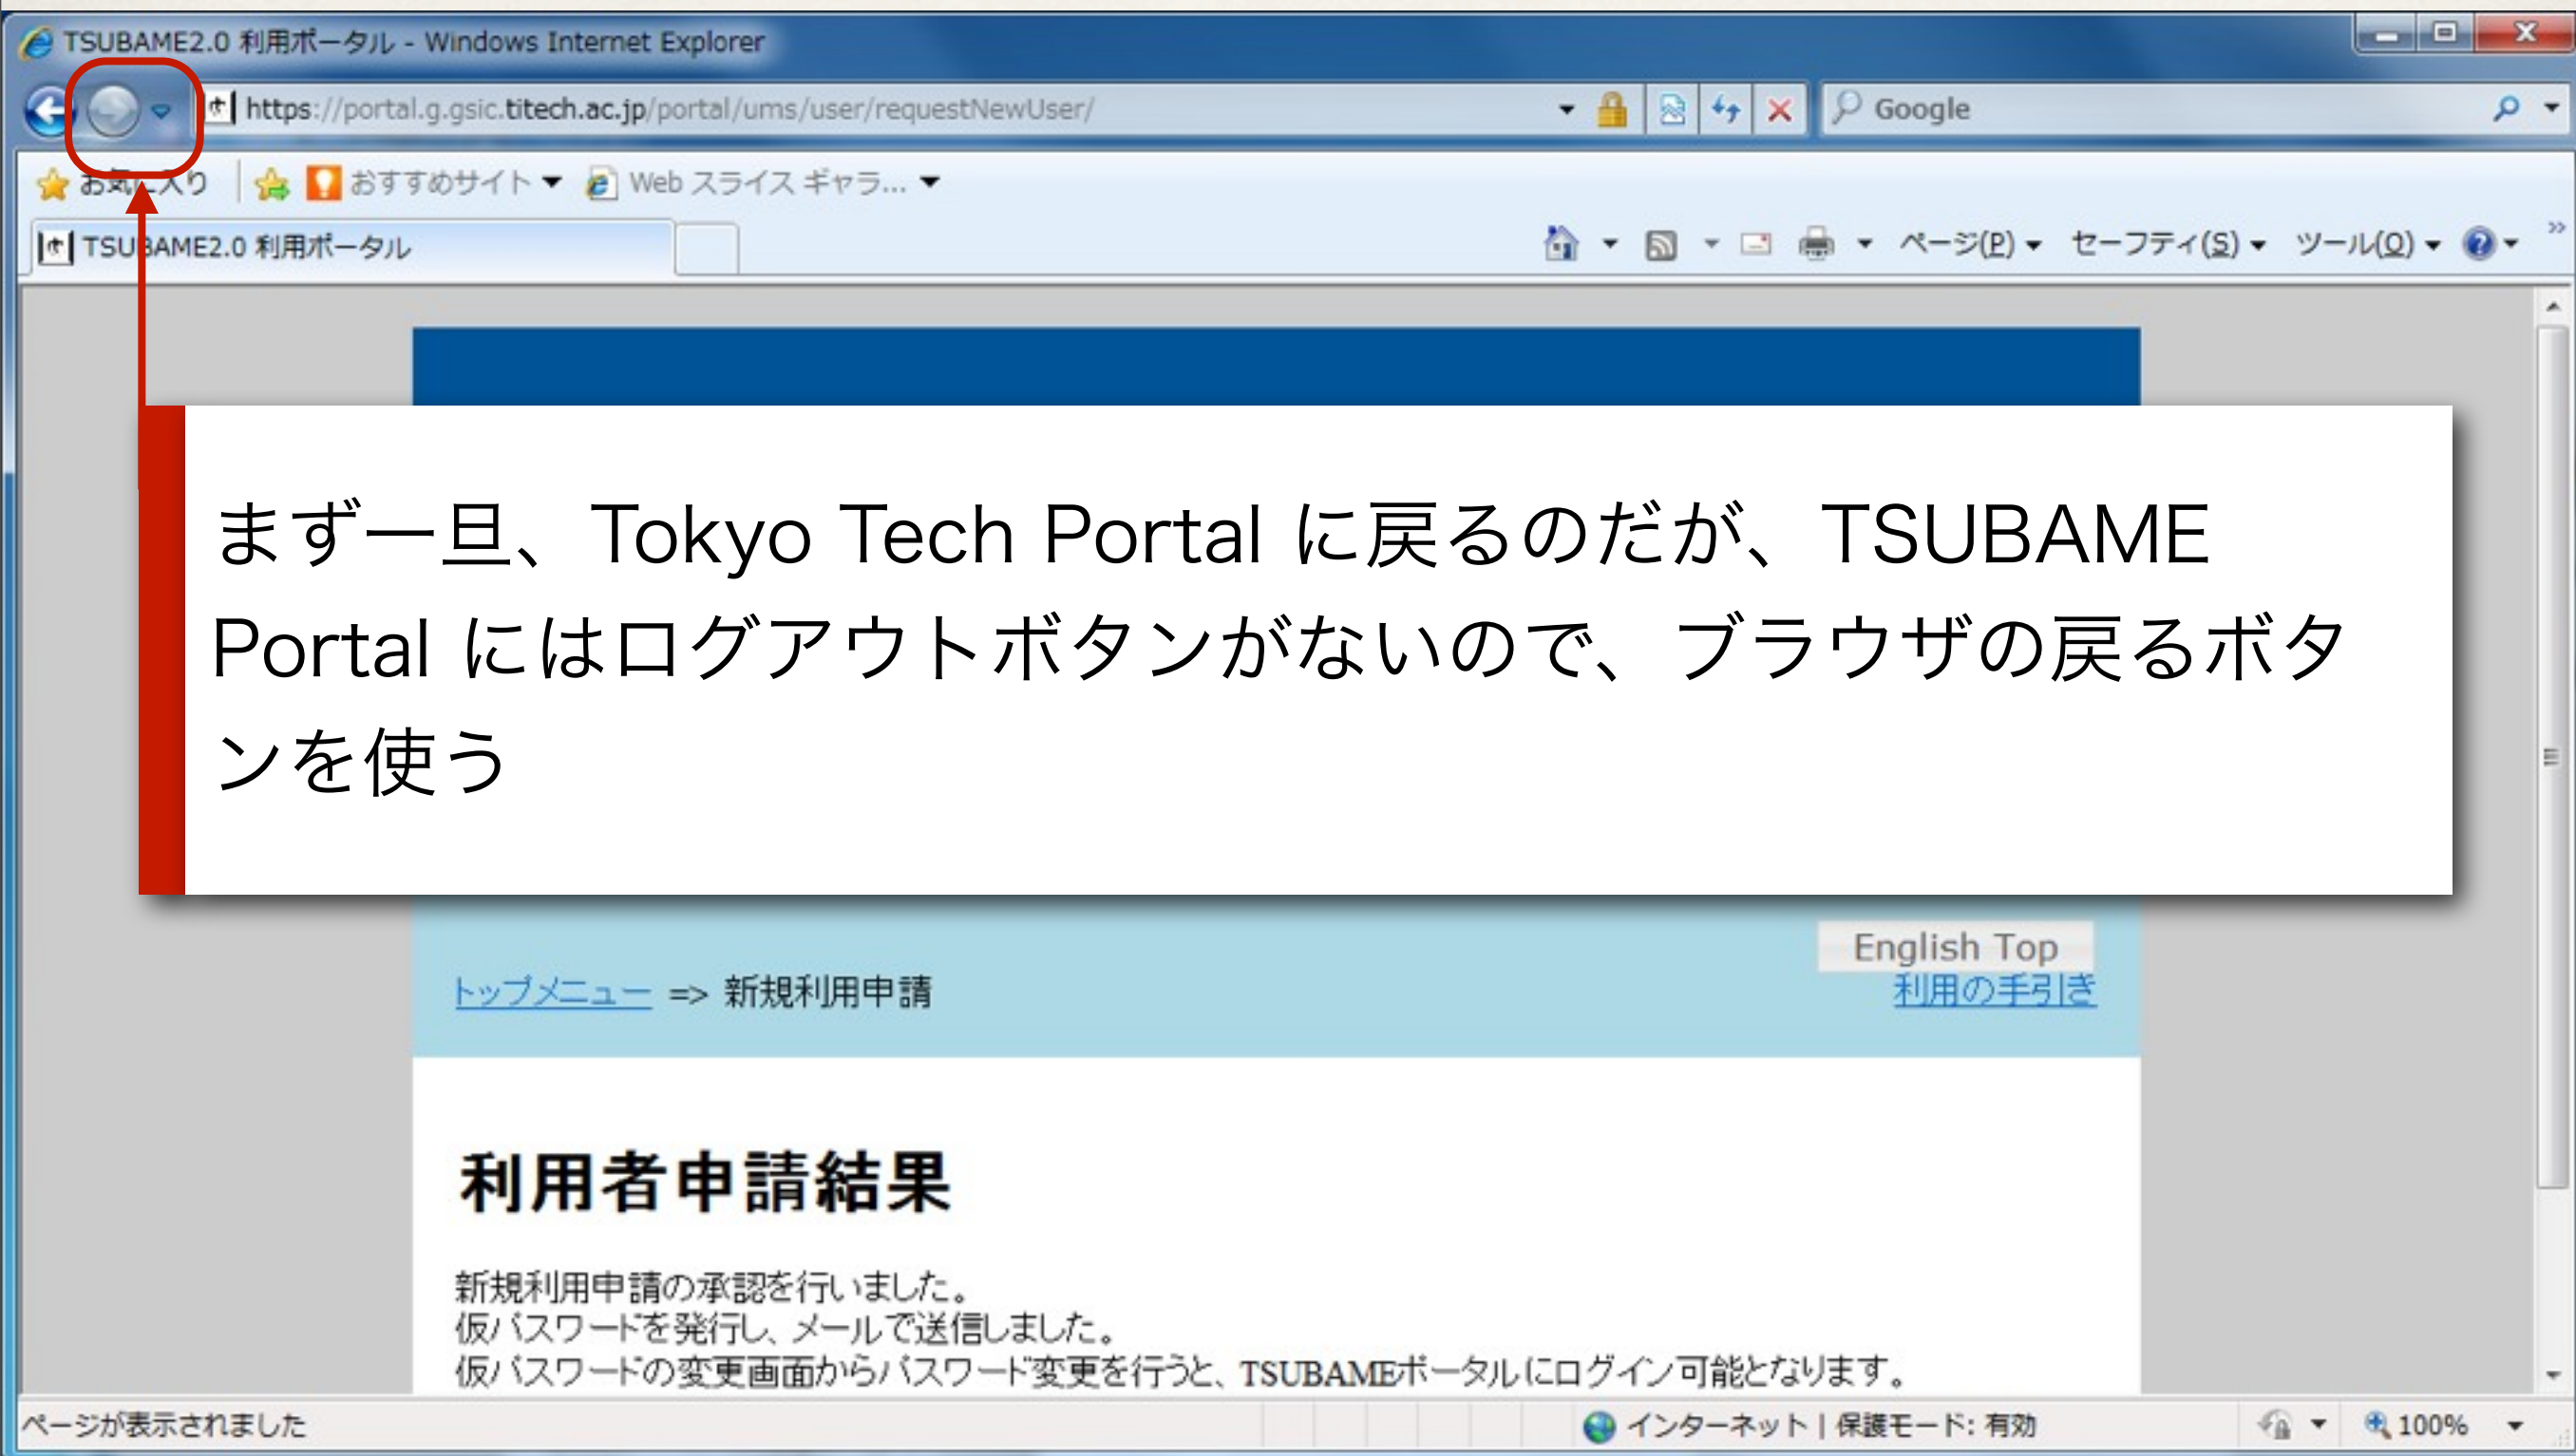 TSUBAME2.0 利用ポータル - Windows Internet Explorer
https://portal.g.gsic.titech.ac.jp/portal/ums/user/requestNewUser/
Google
お気に入り
おすすめサイト
Web スライス ギャラ...
TSUBAME2.0 利用ポータル
ページ(P)
セーフティ(S)
ツール(O)
まず一旦、Tokyo Tech Portal に戻るのだが、TSUBAME
Portal にはログアウトボタンがないので、ブラウザの戻るボタ
ンを使う
English Top
トップメニュー => 新規利用申請
利用の手引き
利用者申請結果
新規利用申請の承認を行いました。
仮パスワードを発行し、メールで送信しました。
仮パスワードの変更画面からパスワード変更を行うと、TSUBAMEポータルにログイン可能となります。
ページが表示されました
インターネット | 保護モード: 有効
100%